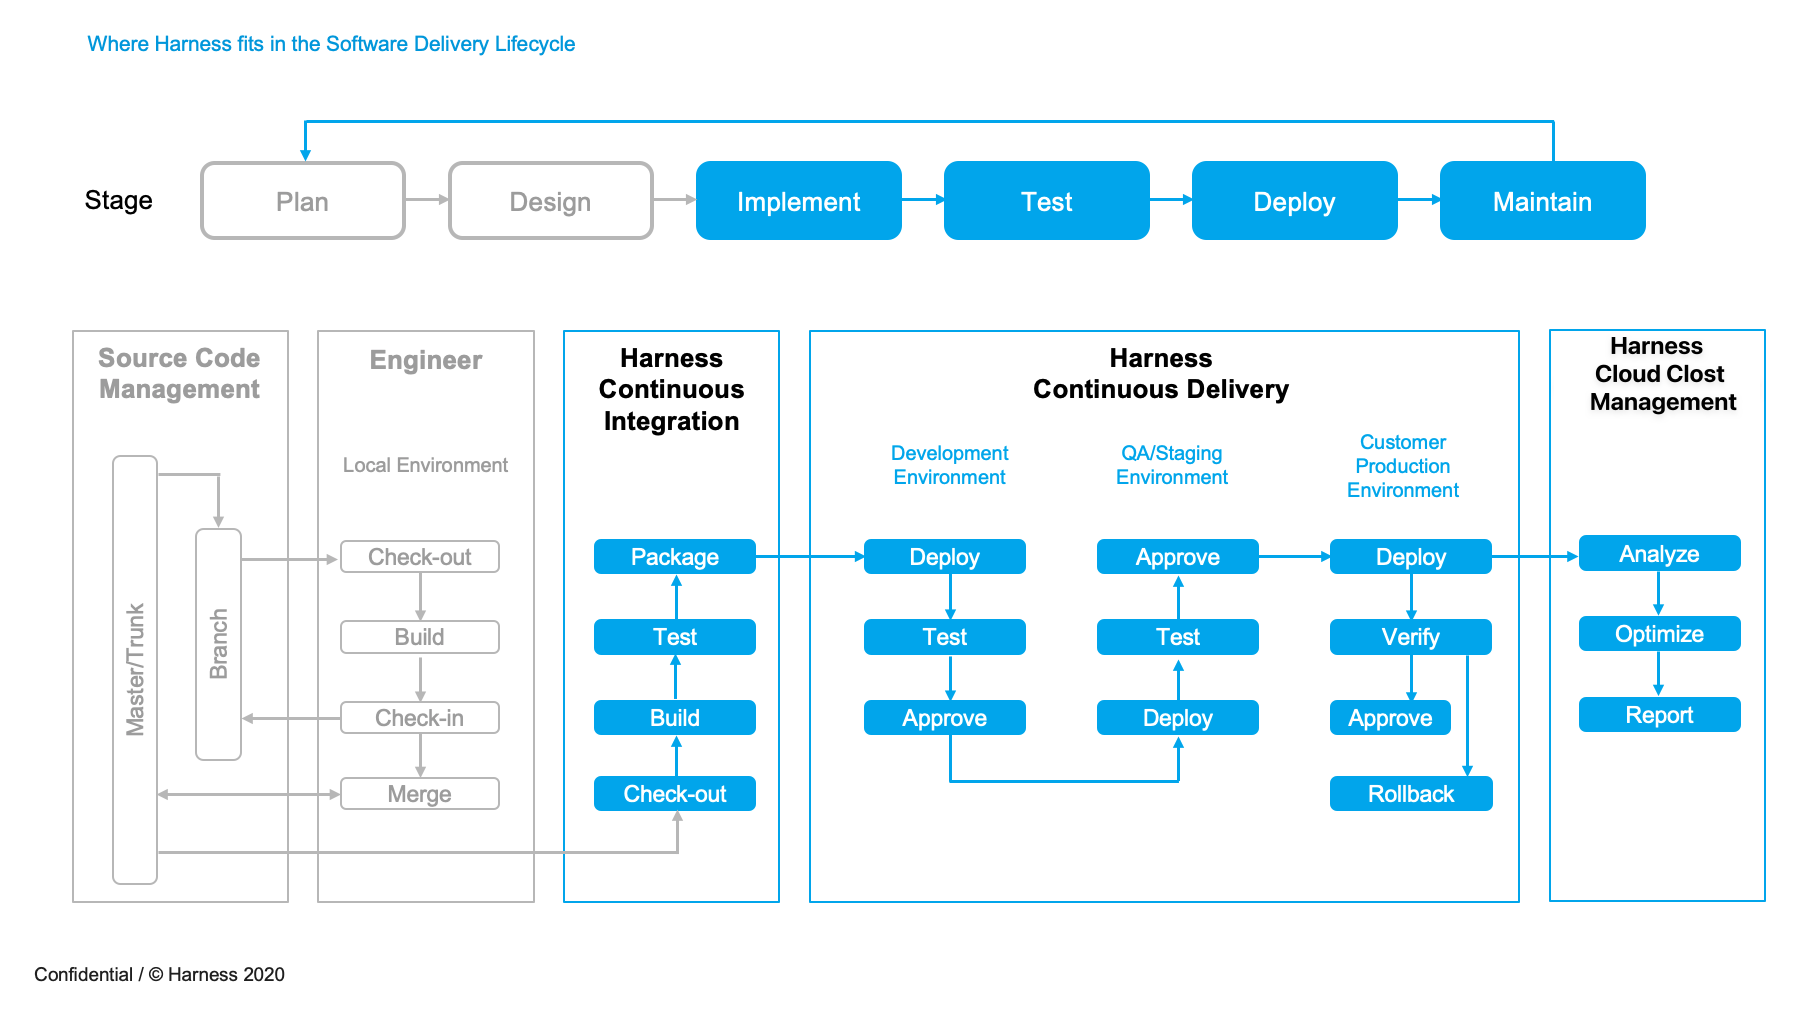 Where Harness fits in the Software Delivery Lifecycle
Stage
Plan
Design
Implement
Test
Deploy
Maintain
Source Code
Management
Master/Trunk
Branch
Engineer
Local Environment
Check-out
Build
Check-in
Merge
Harness
Continuous
Integration
Package
Test
Build
Check-out
Harness
Continuous Delivery
Development
Environment
Deploy
Test
Approve
QA/Staging
Environment
Approve
Test
Deploy
Customer
Production
Environment
Deploy
Verify
Approve
Rollback
Harness
Cloud Clost
Management
Analyze
Optimize
Report
Confidential / © Harness 2020